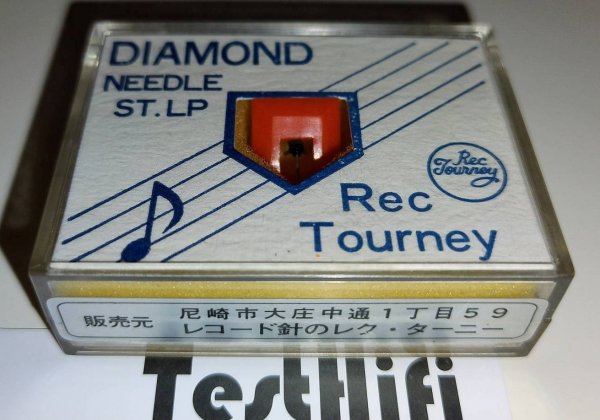 DIAMOND
NEEDLE
ST. LP
Rec
Tourney
Rec
Tourney
販売元
尼崎市大庄中通1丁目59
レコード針のレク・ターニー
TestHifi